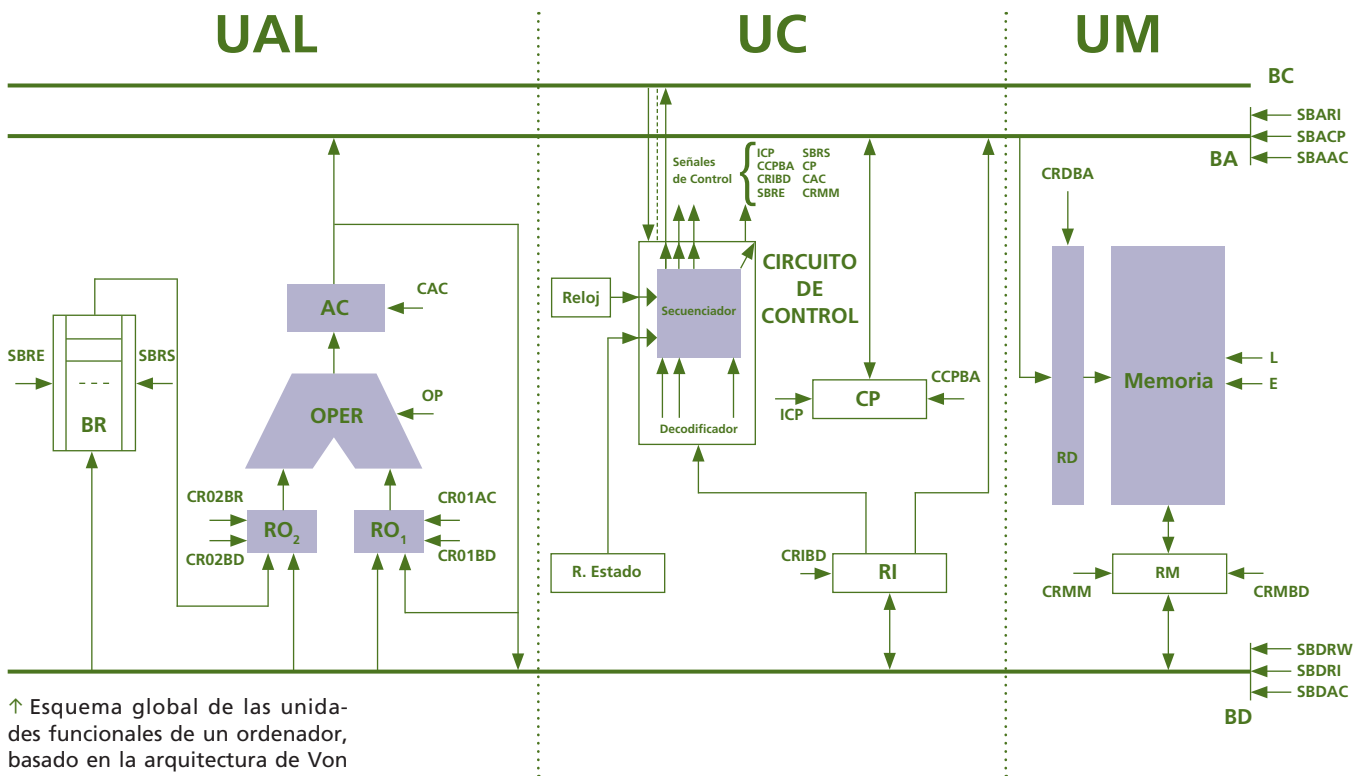 UAL
UC
UM
BC
SBARI
SBACP
BA
SBAAC
Señales
de Control
{
ICP SBRS
CCPBA CP
CRIBD CAC
SBRE CRMM
CRDBA
CIRCUITO
DE
CONTROL
Reloj
Secuenciador
AC
CAC
SBRE
SBRS
- - -
BR
OPER
OP
Decodificador
CCPBA
CP
ICP
Memoria
L
E
RD
CR02BR
CR02BD
RO2
CR01AC
RO1
CR01BD
R. Estado
CRIBD
RI
RM
CRMM
CRMBD
SBDRW
SBDRI
SBDAC
BD
↑ Esquema global de las unida-
des funcionales de un ordenador,
basado en la arquitectura de Von